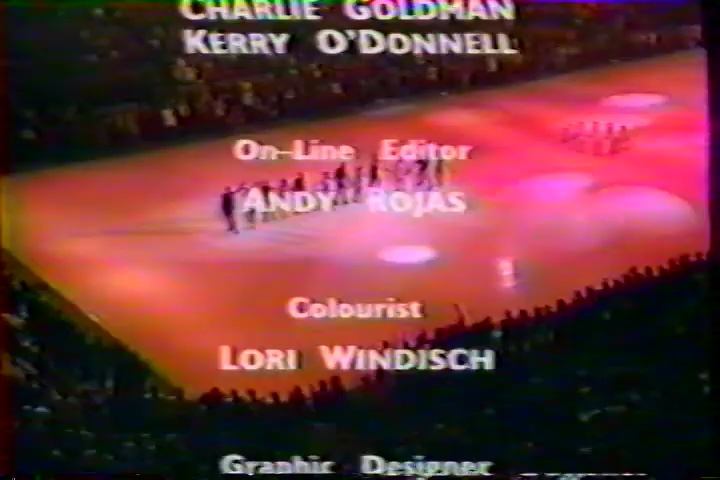 CHARLIE GOLDMAN
KERRY O'DONNELL
On-Line Editor
ANDY ROJAS
Colourist
LORI WINDISCH
Graphic Designer